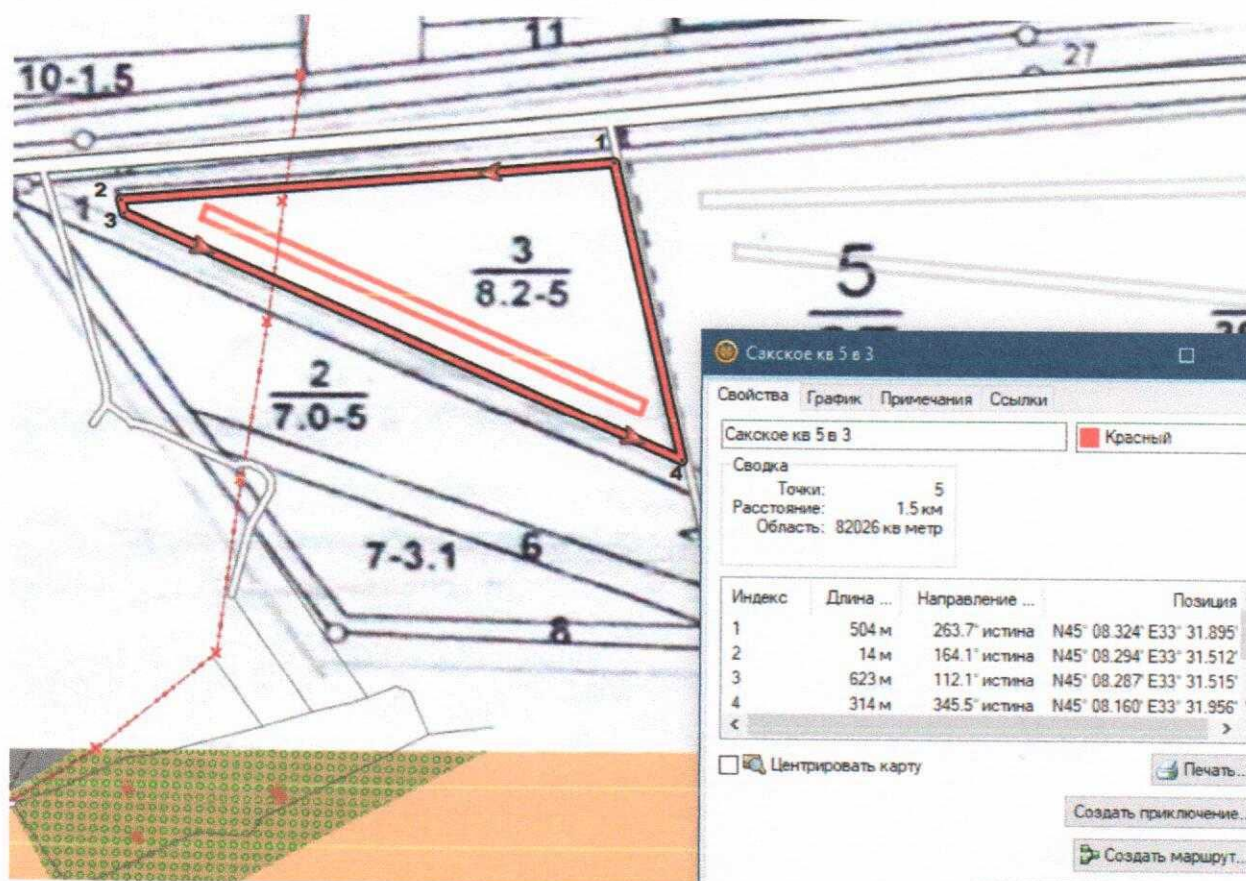 11
27
10-1.5
1
2
1
3
3
8.2-5
5
2
7.0-5
4
7-3.1
6
8
Сакское кв 5 в 3
Свойства График Примечания Ссылки
Сакское кв 5 в 3
Красный
Сводка
Точки: 5
Расстояние: 1.5 км
Область: 82026 кв метр
Индекс Длина ... Направление ... Позиция
1 504 м 263.7° истина N45° 08.324' E33° 31.895'
2 14 м 164.1° истина N45° 08.294' E33° 31.512'
3 623 м 112.1° истина N45° 08.287' E33° 31.515'
4 314 м 345.5° истина N45° 08.160' E33° 31.956'
Центрировать карту
Печать...
Создать приключение...
Создать маршрут...